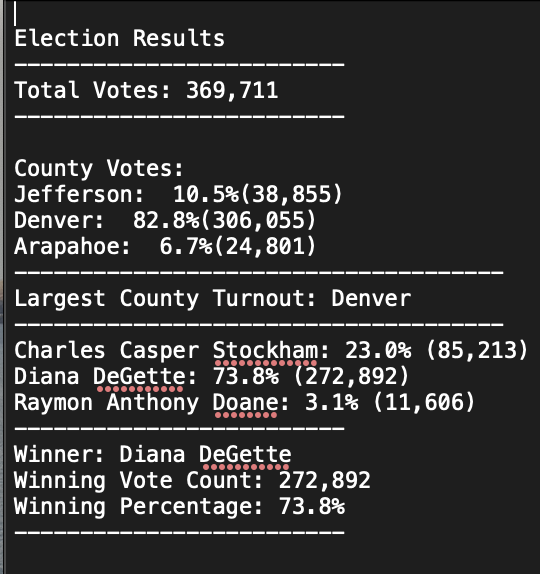 Election Results
-------------------------
Total Votes: 369,711
-------------------------
County Votes:
Jefferson:  10.5%(38,855)
Denver:  82.8%(306,055)
Arapahoe:  6.7%(24,801)
-------------------------------------
Largest County Turnout: Denver
-------------------------------------
Charles Casper Stockham: 23.0% (85,213)
Diana DeGette: 73.8% (272,892)
Raymon Anthony Doane: 3.1% (11,606)
-------------------------
Winner: Diana DeGette
Winning Vote Count: 272,892
Winning Percentage: 73.8%
-------------------------